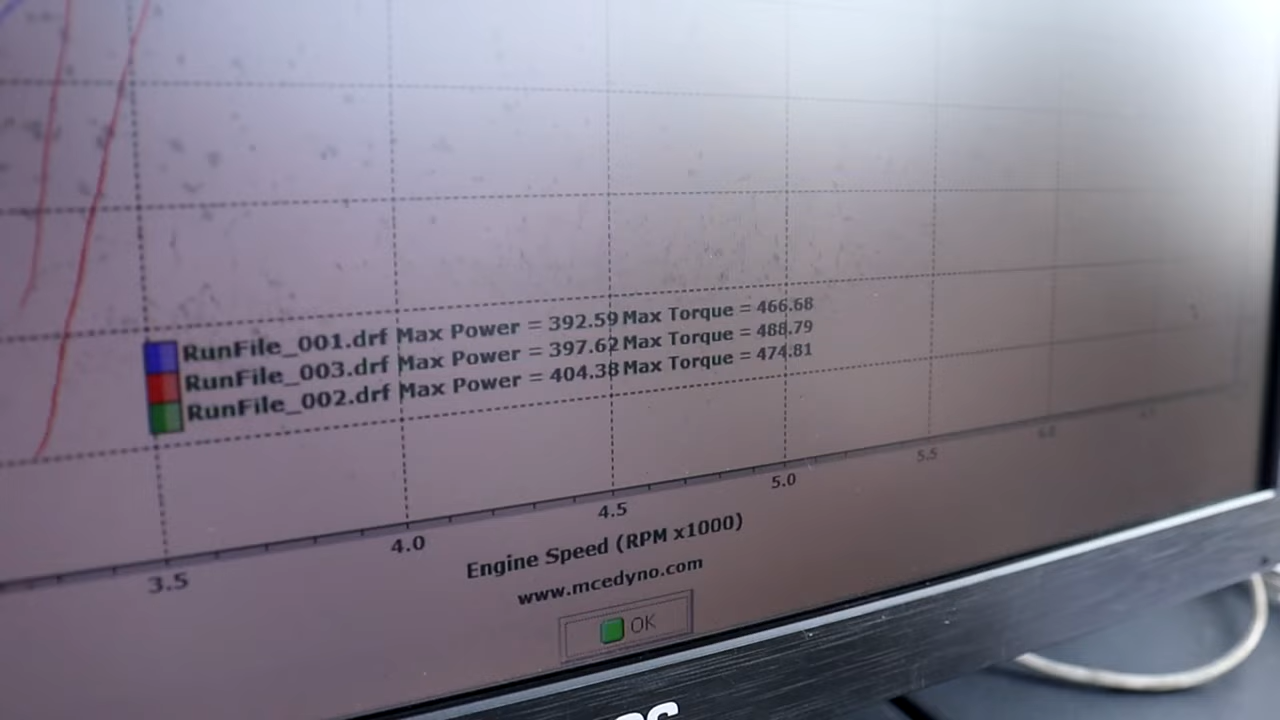 RunFile_001.drf Max Power = 392.59 Max Torque = 466.68
RunFile_003.drf Max Power = 397.62 Max Torque = 488.79
RunFile_002.drf Max Power = 404.38 Max Torque = 474.81
3.5 4.0 4.5 5.0 5.5 6.0
Engine Speed (RPM x1000)
www.mcedyno.com
OK